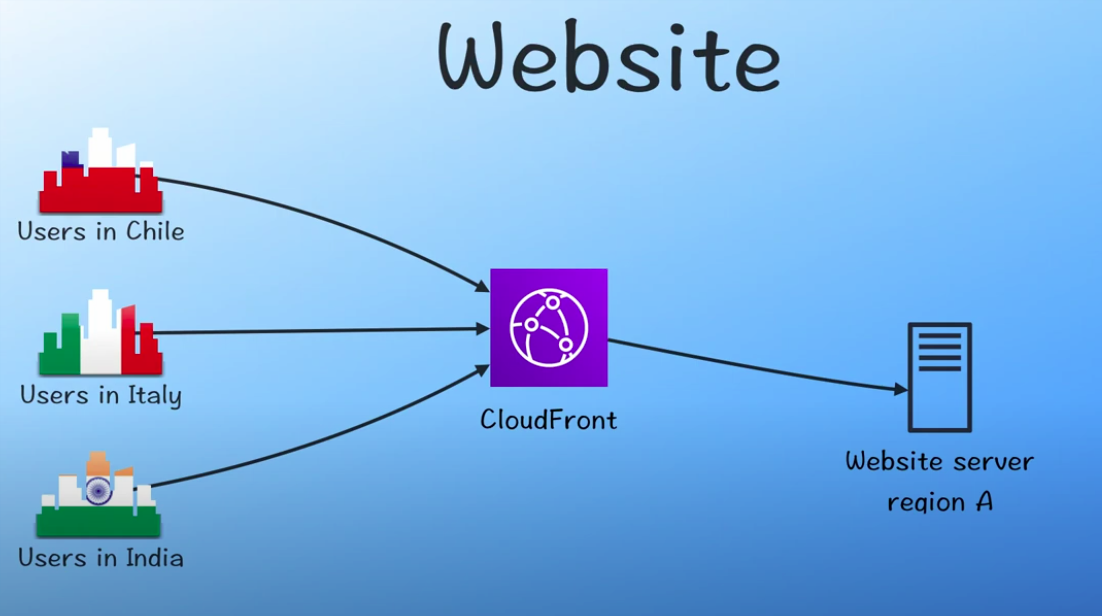 Website
Users in Chile
Users in Italy
Users in India
CloudFront
Website server
region A